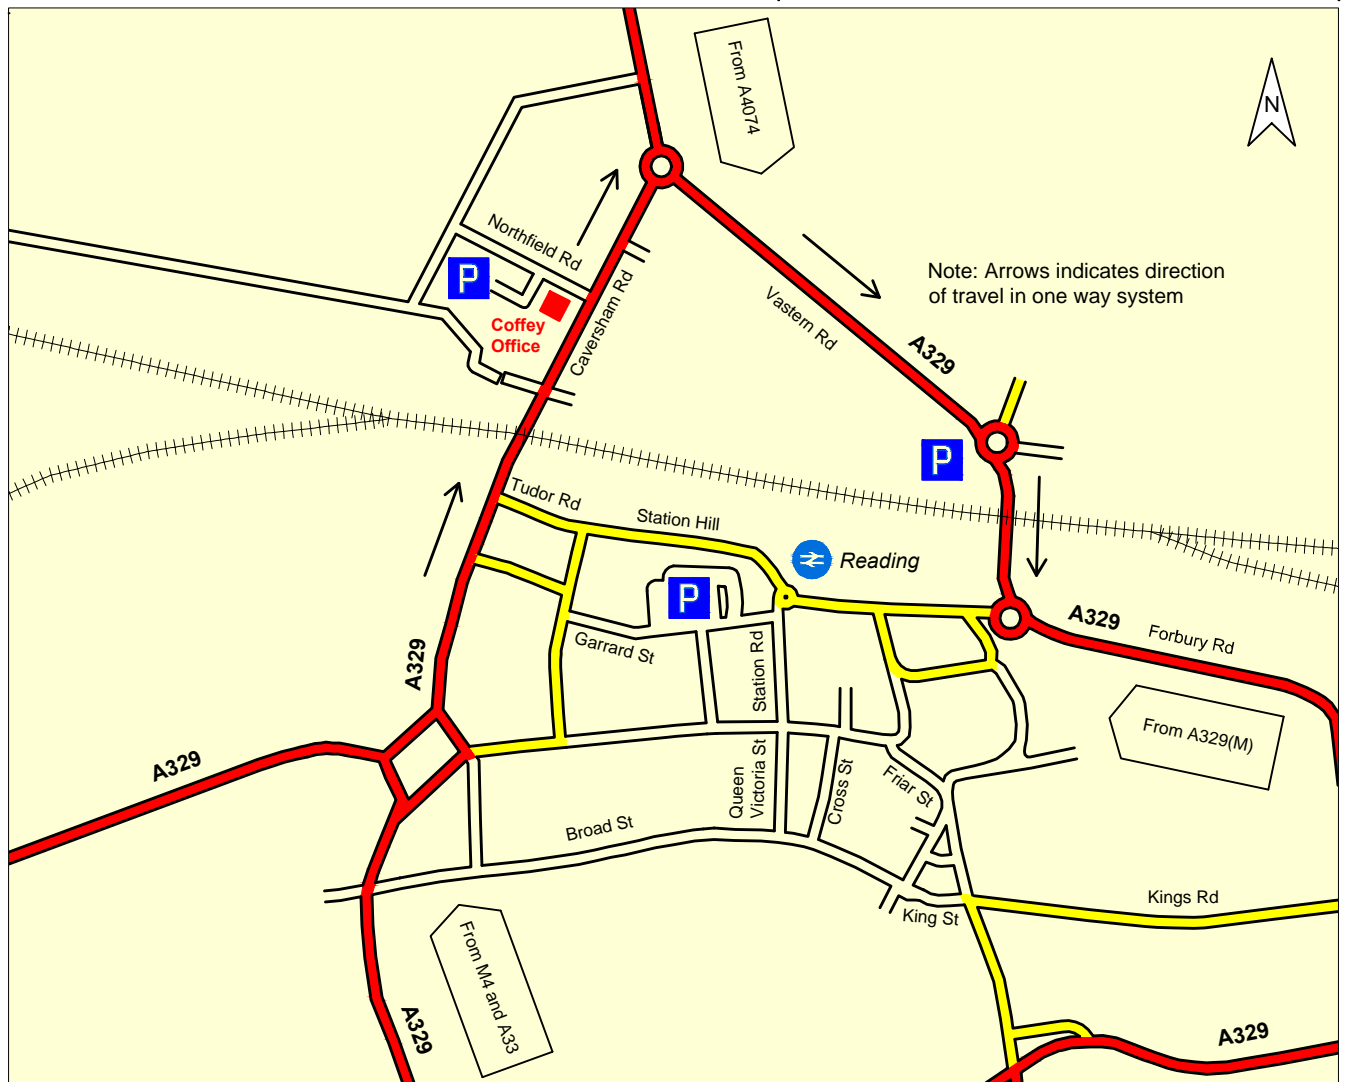 From A4074
N
Northfield Rd
P
Coffey
Office
Caversham Rd
Note: Arrows indicates direction
of travel in one way system
Vastern Rd
A329
P
Tudor Rd
Station Hill
Reading
P
A329
Forbury Rd
A329
Garrard St
Station Rd
From A329(M)
A329
Queen
Victoria St
Cross St
Friar St
Broad St
Kings Rd
King St
From M4 and A33
A329
A329